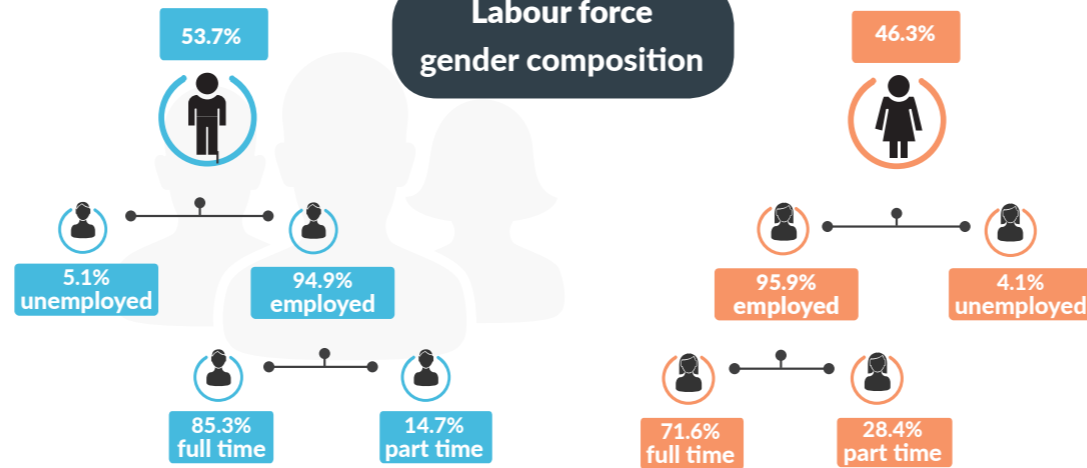 Labour force
gender composition
53.7%
46.3%
5.1%
unemployed
94.9%
employed
95.9%
employed
4.1%
unemployed
85.3%
full time
14.7%
part time
71.6%
full time
28.4%
part time